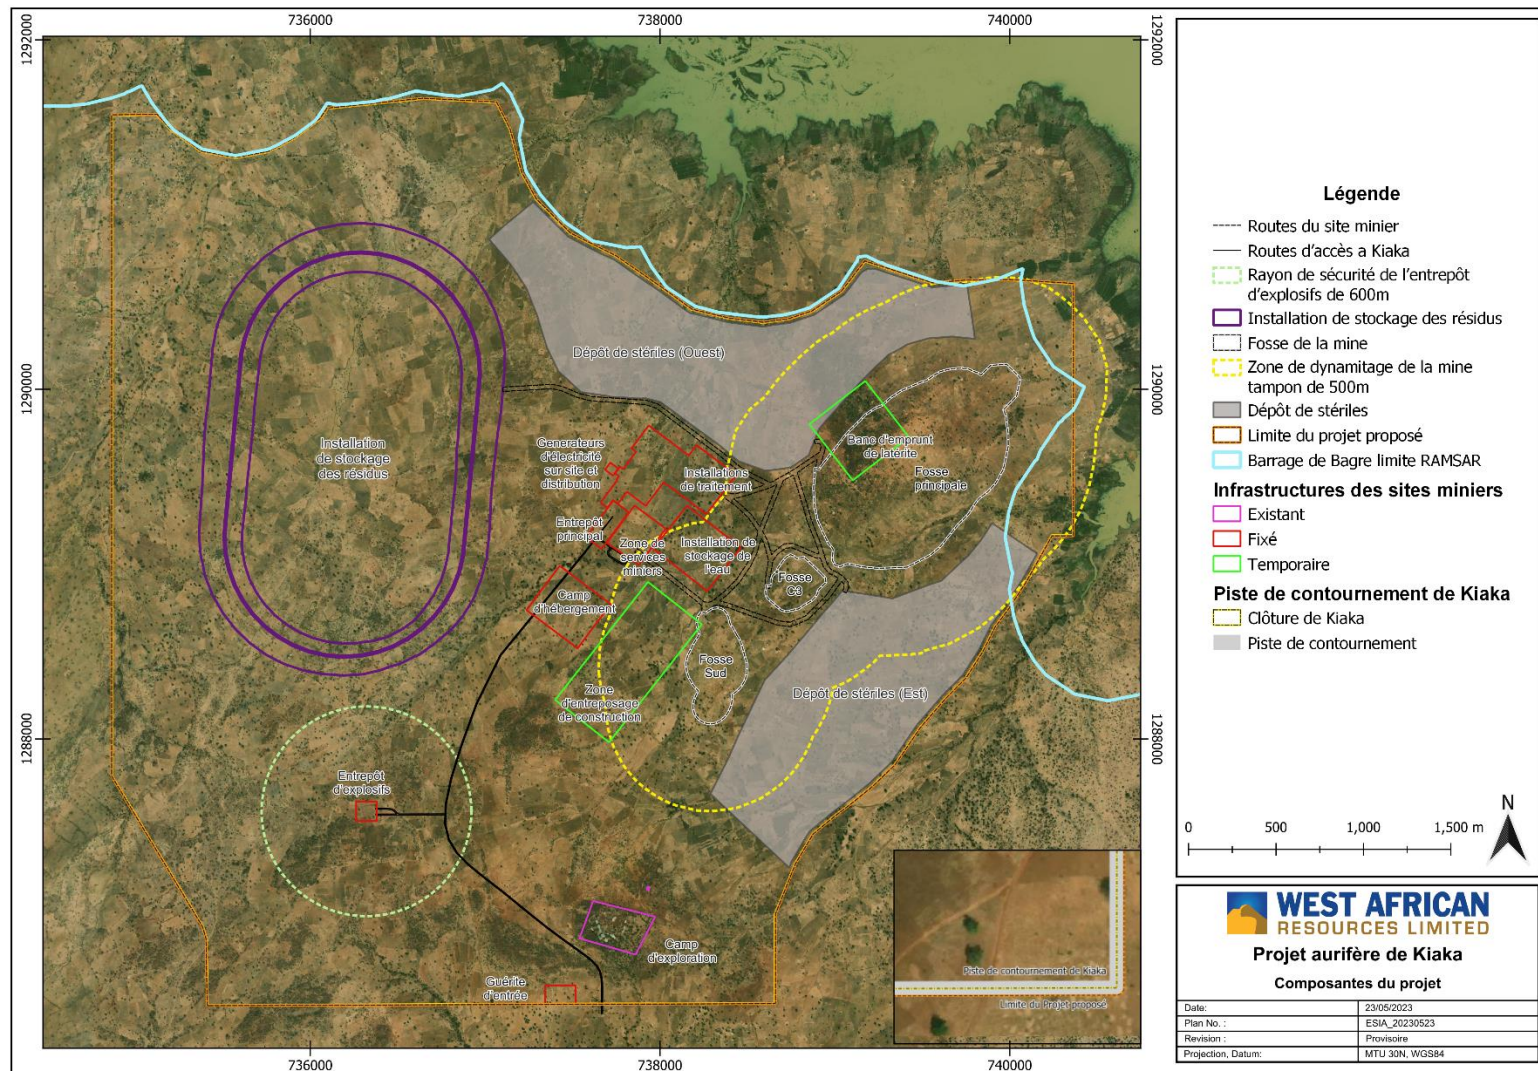 736000
738000
740000
1292000
1292000
1290000
1290000
1288000
1288000
Dépôt de stériles (Ouest)
Installation
de stockage
des résidus
Generateurs
d'électricité
sur site et
distribution
Installations
de traitement
Banc d'emprunt
de latérite
Fosse
principale
Entrepôt
principal
Zone de
services
miniers
Installation de
stockage de
l'eau
Fosse
C3
Camp
d'hébergement
Fosse
Sud
Zone
d'entreposage
de construction
Dépôt de stériles (Est)
Entrepôt
d'explosifs
Camp
d'exploration
Guérite
d'entrée
Piste de contournement de Kiaka
Limite du Projet proposé
736000
738000
740000
Légende
Routes du site minier
Routes d'accès a Kiaka
Rayon de sécurité de l'entrepôt
d'explosifs de 600m
Installation de stockage des résidus
Fosse de la mine
Zone de dynamitage de la mine
tampon de 500m
Dépôt de stériles
Limite du projet proposé
Barrage de Bagre limite RAMSAR
Infrastructures des sites miniers
Existant
Fixé
Temporaire
Piste de contournement de Kiaka
Clôture de Kiaka
Piste de contournement
N
0 500 1,000 1,500 m
WEST AFRICAN
RESOURCES LIMITED
Projet aurifère de Kiaka
Composantes du projet
Date: 23/05/2023
Plan No. : ESIA_20230523
Revision : Provisoire
Projection, Datum: MTU 30N, WGS84